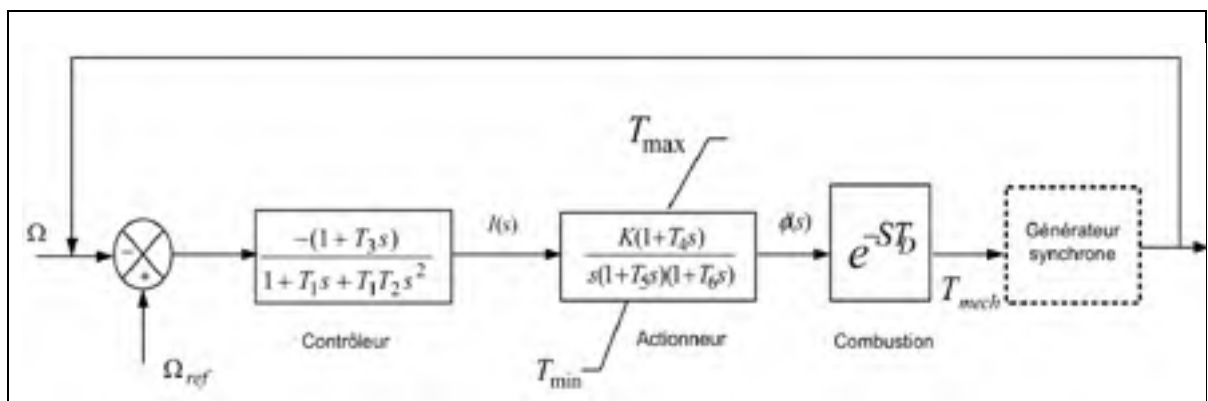 T_max
Ω
-
+
Ω_ref
-(1 + T_3 s)
1 + T_1 s + T_1 T_2 s^2
Contrôleur
I(s)
K(1 + T_4 s)
s(1 + T_5 s)(1 + T_6 s)
Actionneur
T_min
ϕ(s)
e^-ST_D
Combustion
T_mech
Générateur
synchrone